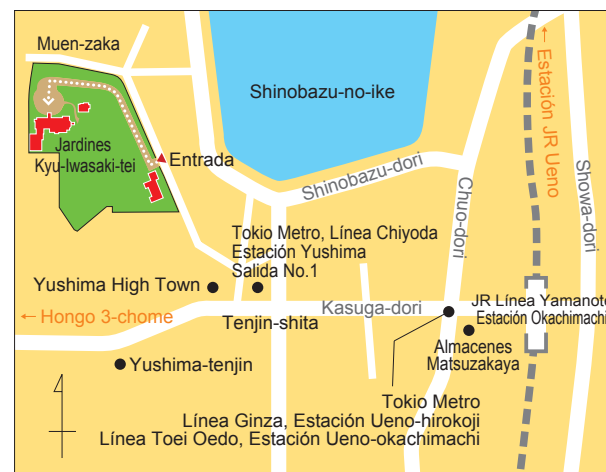 Muen-zaka
Shinobazu-no-ike
← Estación JR Ueno
Jardines
Kyu-Iwasaki-tei
Entrada
Shinobazu-dori
Chuo-dori
Showa-dori
Tokio Metro, Línea Chiyoda
Estación Yushima
Salida No.1
Yushima High Town
← Hongo 3-chome
Tenjin-shita
Kasuga-dori
JR Línea Yamanote
Estación Okachimachi
Almacenes
Matsuzakaya
Yushima-tenjin
Tokio Metro
Línea Ginza, Estación Ueno-hirokoji
Línea Toei Oedo, Estación Ueno-okachimachi